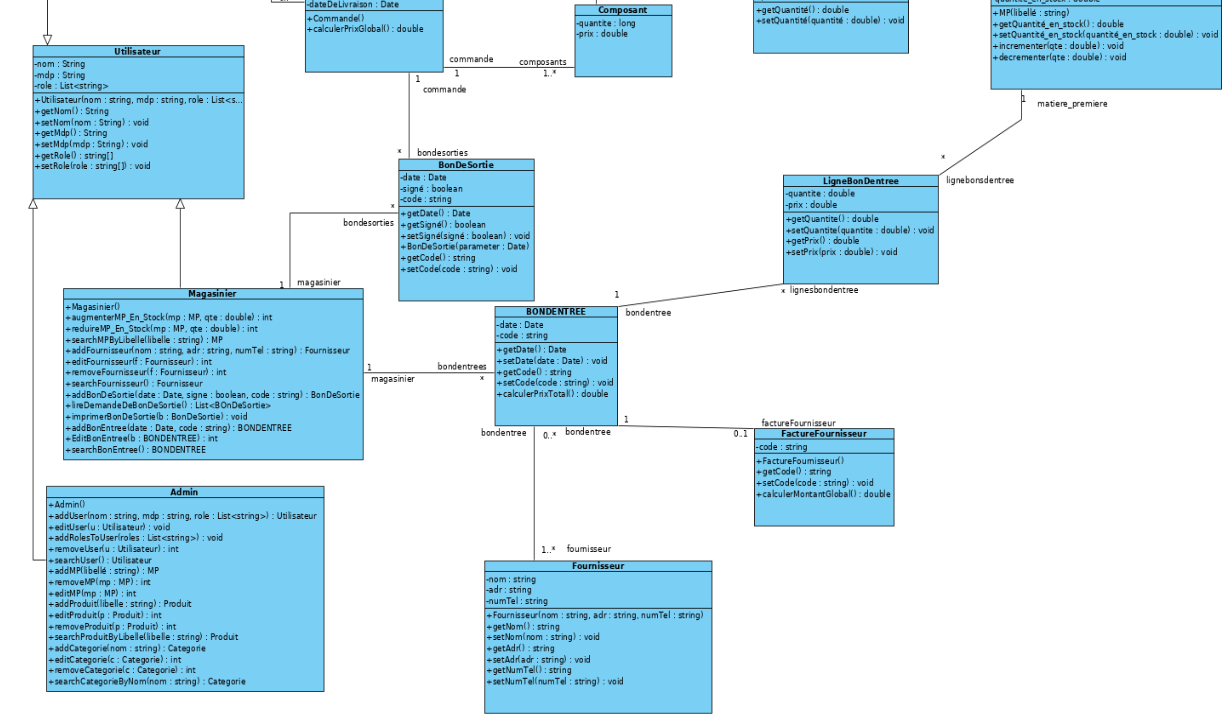 -dateDeLivraison : Date
+Commande()
+calculerPrixGlobal() : double
Composant
-quantite : long
-prix : double
+getQuantité() : double
+setQuantité(quantité : double) : void
+MP(libellé : string)
+getQuantité_en_stock() : double
+setQuantité_en_stock(quantité_en_stock : double) : void
+incrementer(qte : double) : void
+decrementer(qte : double) : void
commande
1
composants
1..*
1
commande
1
matiere_premiere
Utilisateur
-nom : String
-mdp : String
-role : List<string>
+Utilisateur(nom : string, mdp : string, role : List<s...
+getNom() : String
+setNom(nom : String) : void
+getMdp() : String
+setMdp(mdp : String) : void
+getRole() : string[]
+setRole(role : string[]) : void
*
bondesorties
BonDeSortie
-date : Date
-signé : boolean
-code : string
+getDate() : Date
+getSigné() : boolean
+setSigné(signé : boolean) : void
+BonDeSortie(parameter : Date)
+getCode() : string
+setCode(code : string) : void
*
lignebonsdentree
LigneBonDentree
-quantite : double
-prix : double
+getQuantite() : double
+setQuantite(quantite : double) : void
+getPrix() : double
+setPrix(prix : double) : void
*
bondesorties
1
magasinier
* lignesbondentree
1
bondentree
Magasinier
+Magasinier()
+augmenterMP_En_Stock(mp : MP, qte : double) : int
+reduireMP_En_Stock(mp : MP, qte : double) : int
+searchMPByLibelle(libelle : string) : MP
+addFournisseur(nom : string, adr : string, numTel : string) : Fournisseur
+editFournisseur(f : Fournisseur) : int
+removeFournisseur(f : Fournisseur) : int
+searchFournisseur() : Fournisseur
+addBonDeSortie(date : Date, signe : boolean, code : string) : BonDeSortie
+lireDemandeDeBonDeSortie() : List<BOnDeSortie>
+imprimerBonDeSortie(b : BonDeSortie) : void
+addBonEntree(date : Date, code : string) : BONDENTREE
+EditBonEntree(b : BONDENTREE) : int
+searchBonEntree() : BONDENTREE
BONDENTREE
-date : Date
-code : string
+getDate() : Date
+setDate(date : Date) : void
+getCode() : string
+setCode(code : string) : void
+calculerPrixTotal() : double
1
magasinier
bondentrees
*
bondentree
0..*
bondentree
1
factureFournisseur
0..1
FactureFournisseur
-code : string
+FactureFournisseur()
+getCode() : string
+setCode(code : string) : void
+calculerMontantGlobal() : double
Admin
+Admin()
+addUser(nom : string, mdp : string, role : List<string>) : Utilisateur
+editUser(u : Utilisateur) : void
+addRolesToUser(roles : List<string>) : void
+removeUser(u : Utilisateur) : int
+searchUser() : Utilisateur
+addMP(libellé : string) : MP
+removeMP(mp : MP) : int
+editMP(mp : MP) : int
+addProduit(libelle : string) : Produit
+editProduit(p : Produit) : int
+removeProduit(p : Produit) : int
+searchProduitByLibelle(libelle : string) : Produit
+addCategorie(nom : string) : Categorie
+editCategorie(c : Categorie) : int
+removeCategorie(c : Categorie) : int
+searchCategorieByNom(nom : string) : Categorie
1..*
fournisseur
Fournisseur
-nom : string
-adr : string
-numTel : string
+Fournisseur(nom : string, adr : string, numTel : string)
+getNom() : string
+setNom(nom : string) : void
+getAdr() : string
+setAdr(adr : string) : void
+getNumTel() : string
+setNumTel(numTel : string) : void